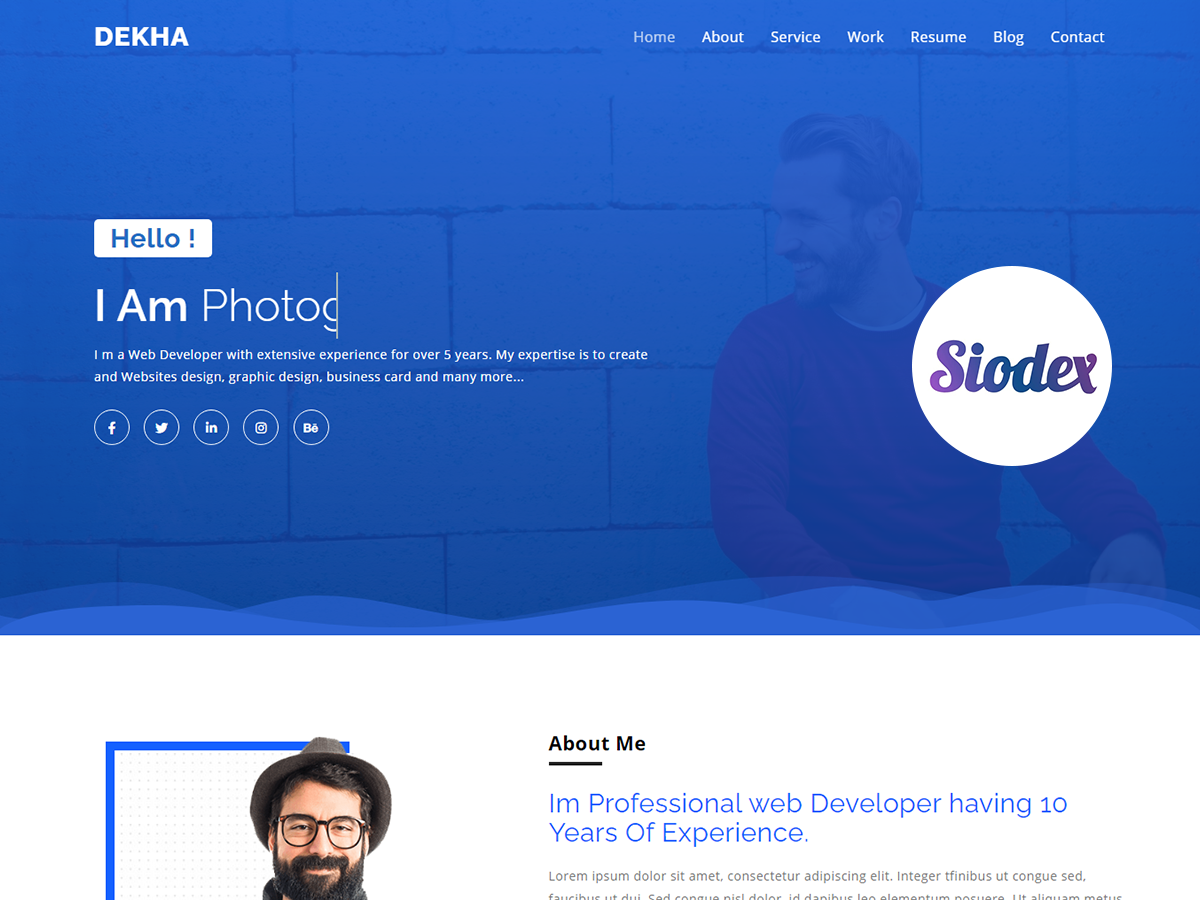 DEKHA
Home About Service Work Resume Blog Contact
Hello !
I Am Photog
I m a Web Developer with extensive experience for over 5 years. My expertise is to create
and Websites design, graphic design, business card and many more...
Bē
Siodex
About Me
Im Professional web Developer having 10
Years Of Experience.
Lorem ipsum dolor sit amet, consectetur adipiscing elit. Integer tfinibus ut congue sed,
faucibus ut dui. Sed congue nisl dolor, id dapibus leo elementum posuere. Ut aliquam metus